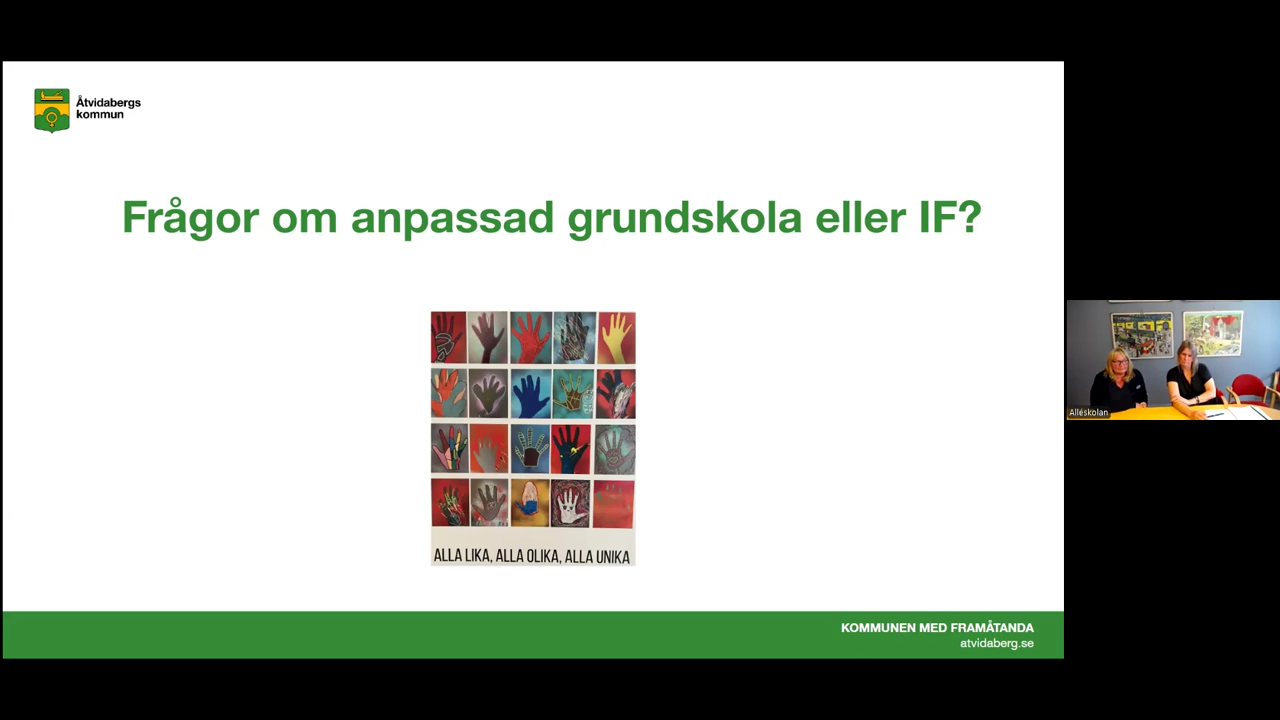 Åtvidabergs
kommun
Frågor om anpassad grundskola eller IF?
ALLA LIKA, ALLA OLIKA, ALLA UNIKA
KOMMUNEN MED FRAMÅTANDA
atvidaberg.se
Alléskolan